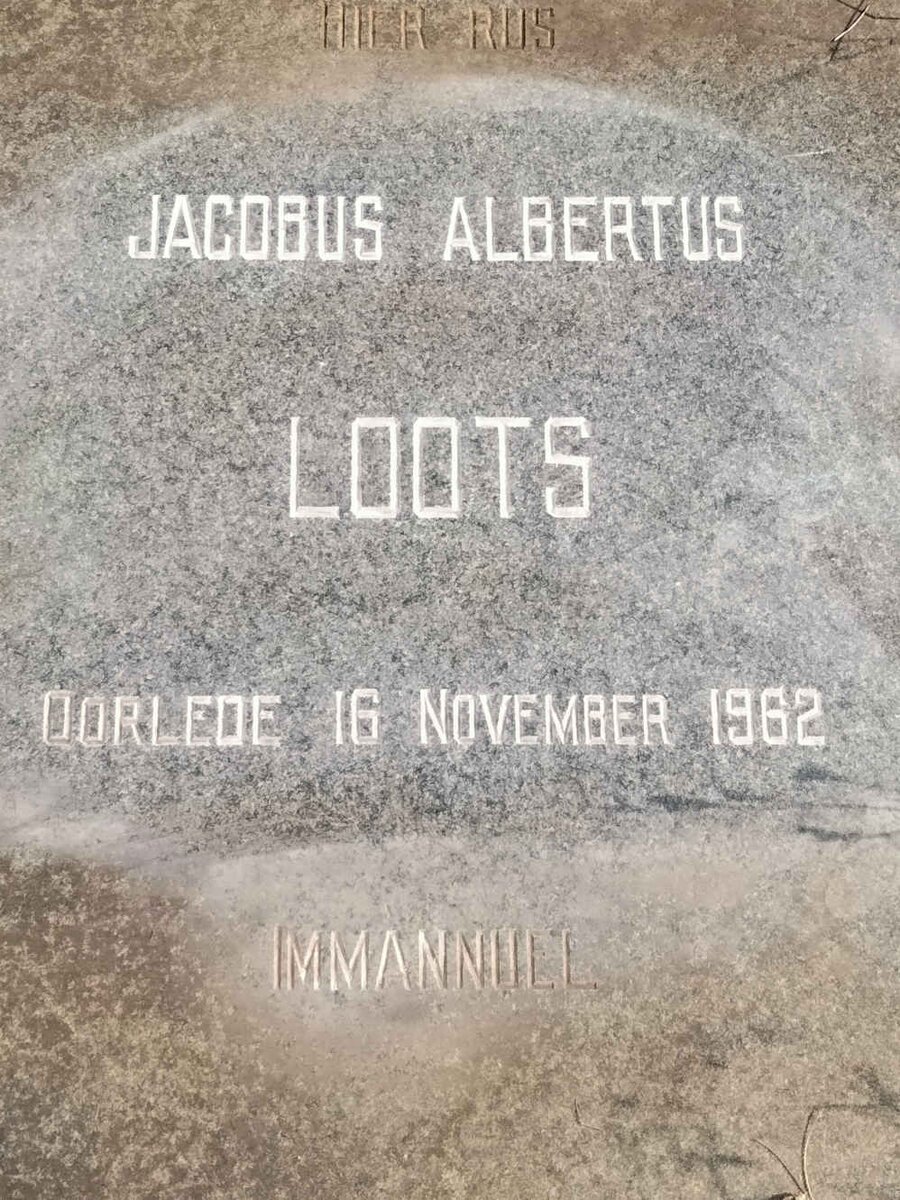 HIER RUS
JACOBUS ALBERTUS
LOOTS
OORLEDE 16 NOVEMBER 1962
IMMANNUEL